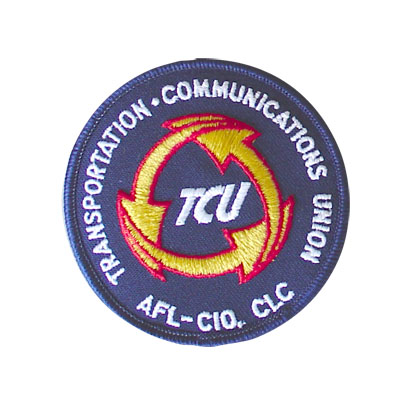 TRANSPORTATION · COMMUNICATIONS UNION
TCU
AFL-CIO, CLC